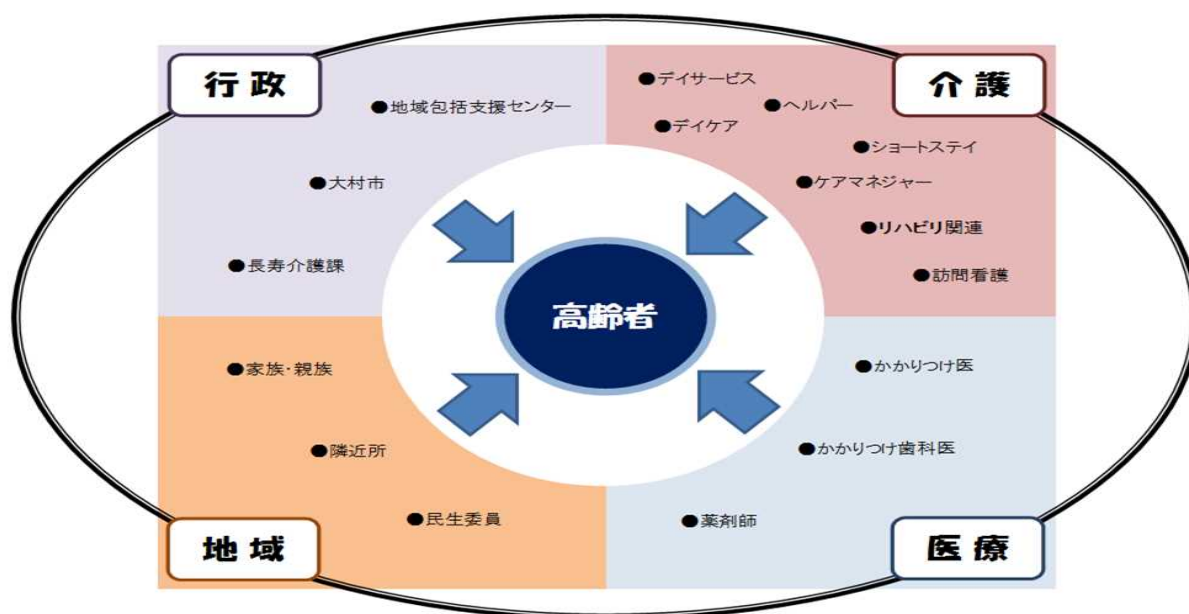 行政
●地域包括支援センター
●大村市
●長寿介護課
介護
●デイサービス
●ヘルパー
●デイケア
●ショートステイ
●ケアマネジャー
●リハビリ関連
●訪問看護
高齢者
●家族・親族
●隣近所
●民生委員
地域
●かかりつけ医
●かかりつけ歯科医
●薬剤師
医療